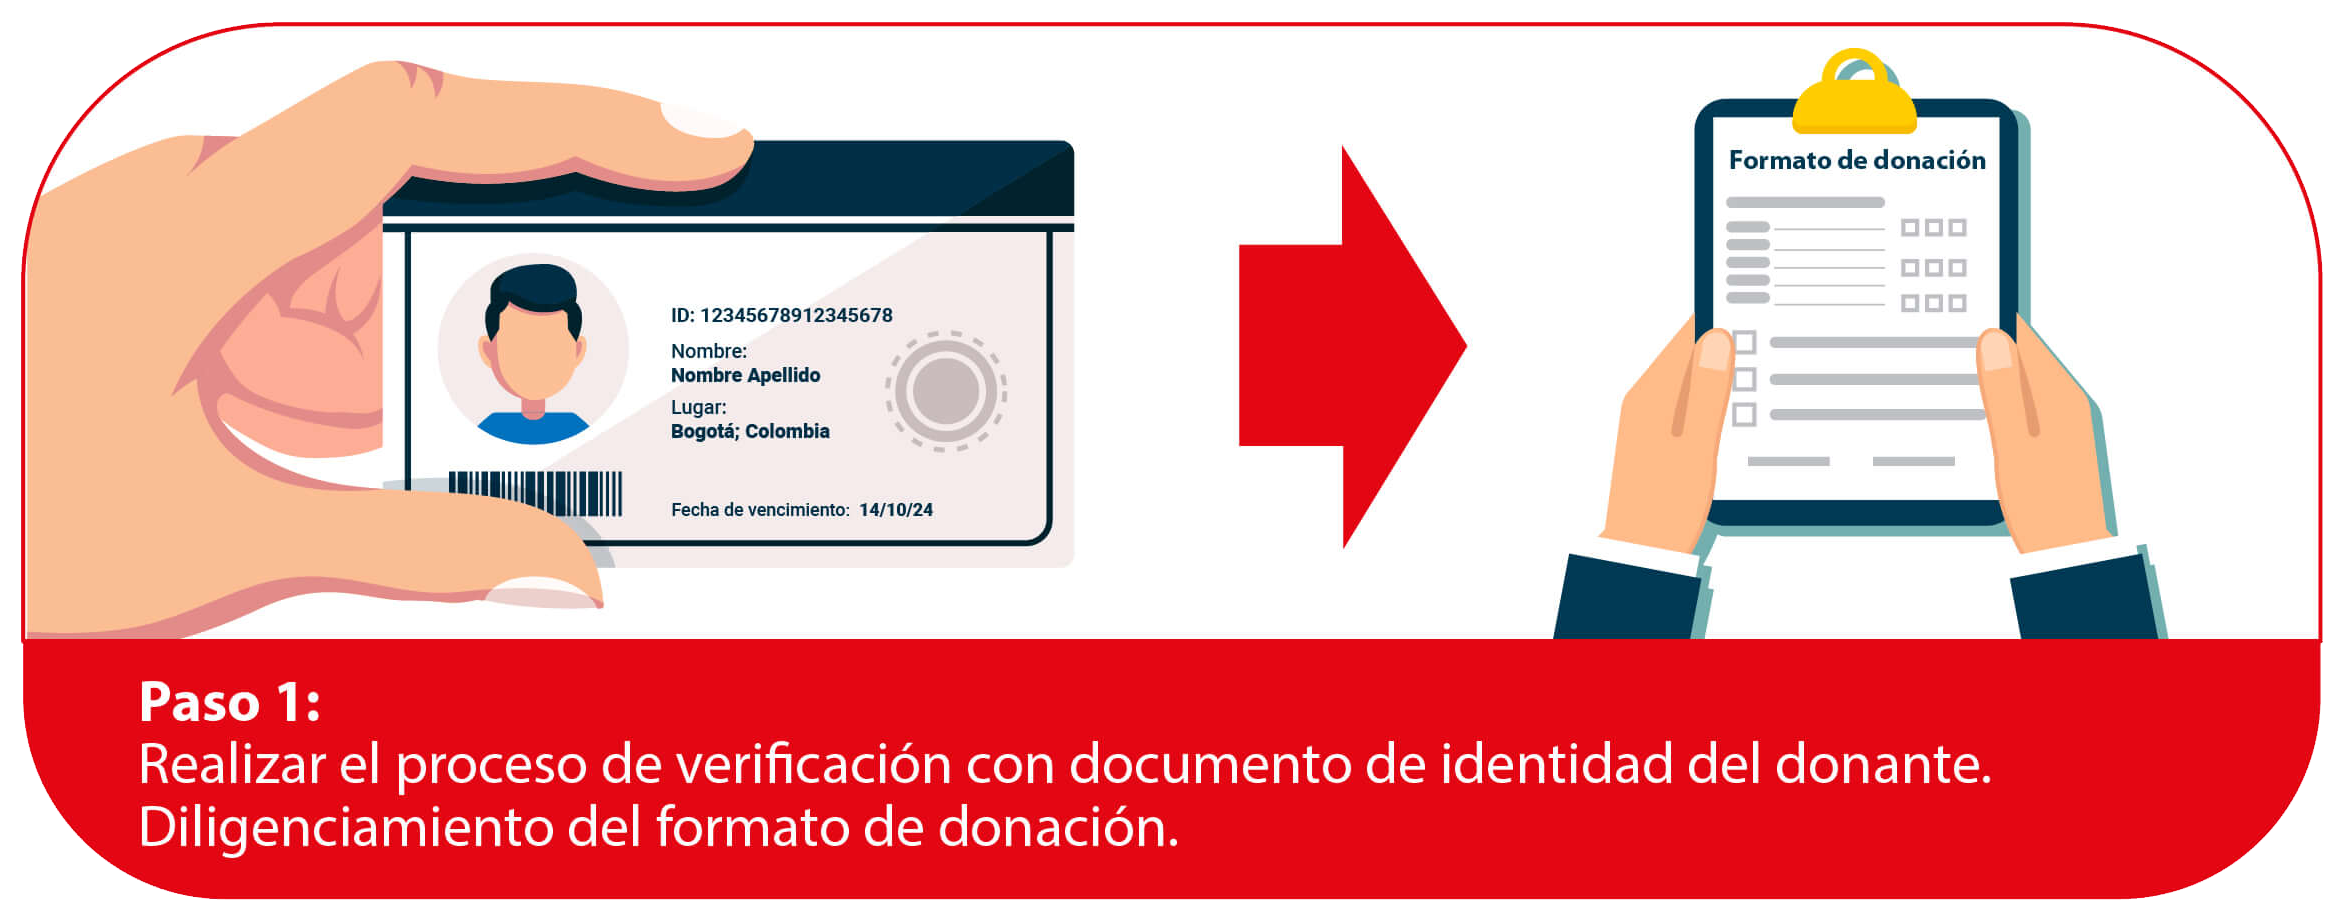 ID: 12345678912345678
Nombre:
Nombre Apellido
Lugar:
Bogotá; Colombia
Fecha de vencimiento: 14/10/24
Formato de donación
Paso 1:
Realizar el proceso de verificación con documento de identidad del donante.
Diligenciamiento del formato de donación.